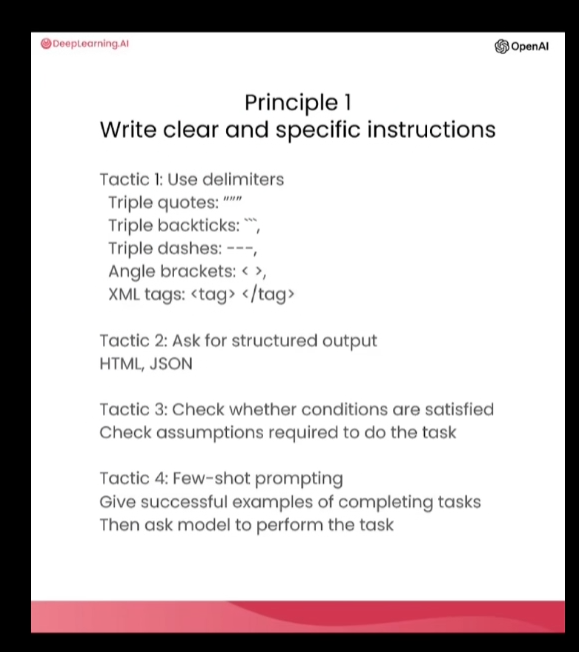 DeepLearning.AI
OpenAI
Principle 1
Write clear and specific instructions
Tactic 1: Use delimiters
Triple quotes: """
Triple backticks: ```,
Triple dashes: ---,
Angle brackets: < >,
XML tags: <tag> </tag>
Tactic 2: Ask for structured output
HTML, JSON
Tactic 3: Check whether conditions are satisfied
Check assumptions required to do the task
Tactic 4: Few-shot prompting
Give successful examples of completing tasks
Then ask model to perform the task